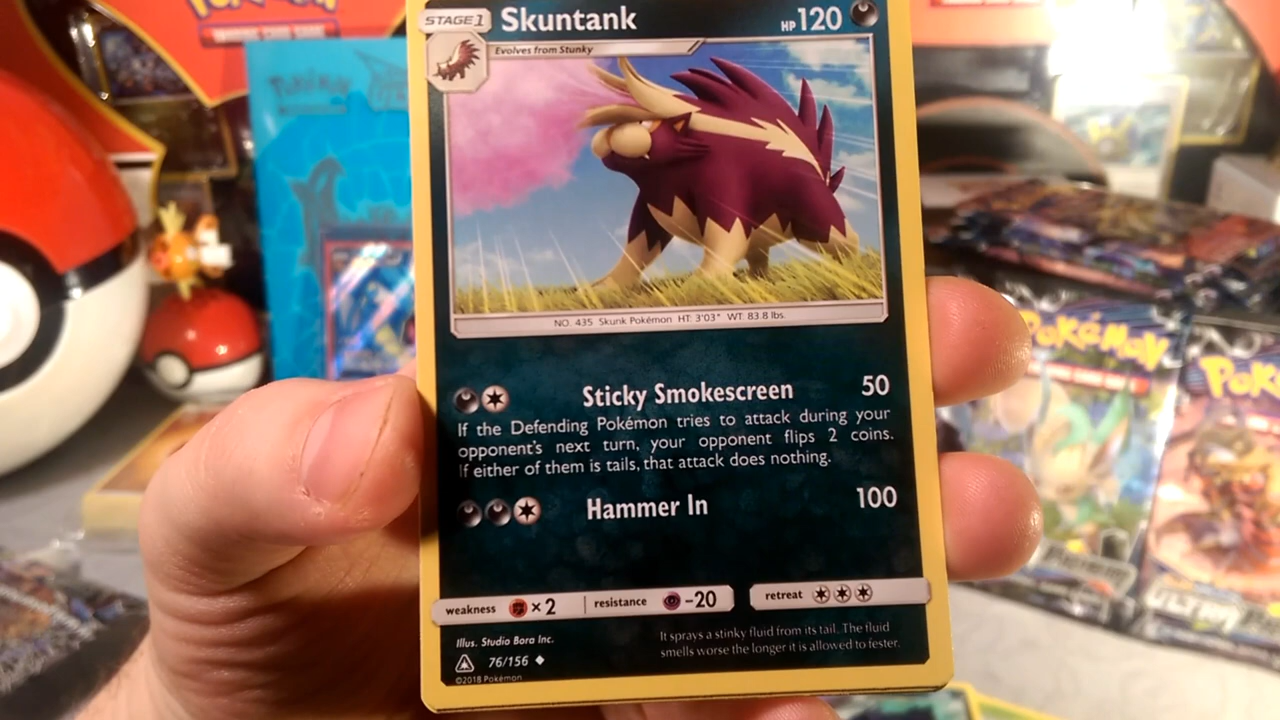 STAGE 1 Skuntank HP 120
Evolves from Stunky
NO. 435 Skunk Pokémon HT: 3'03" WT: 83.8 lbs.
Sticky Smokescreen 50
If the Defending Pokémon tries to attack during your
opponent's next turn, your opponent flips 2 coins.
If either of them is tails, that attack does nothing.
Hammer In 100
weakness ×2 resistance -20 retreat
Illus. Studio Bora Inc.
76/156
©2018 Pokémon
It sprays a stinky fluid from its tail. The fluid
smells worse the longer it is allowed to fester.
POKéMON
POKéMON